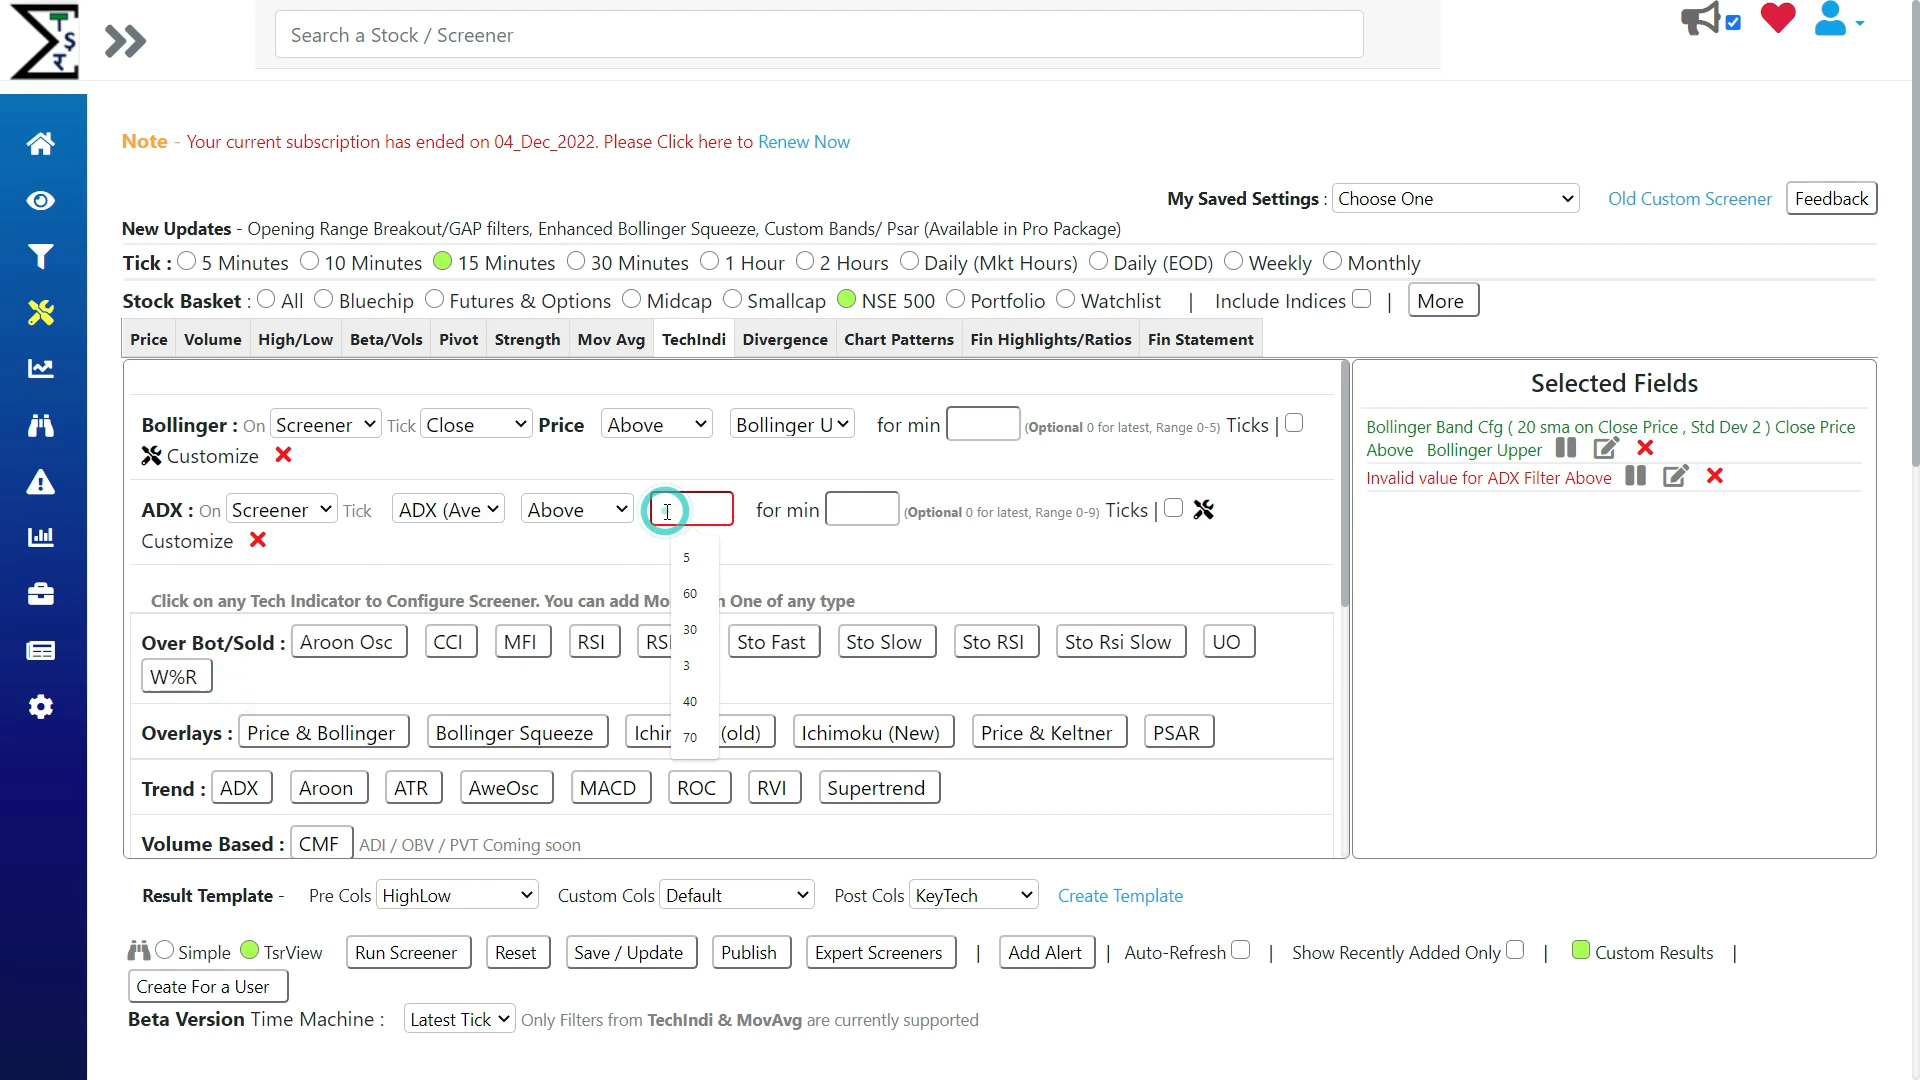 Search a Stock / Screener
Note - Your current subscription has ended on 04_Dec_2022. Please Click here to Renew Now
My Saved Settings : Choose One Old Custom Screener Feedback
New Updates - Opening Range Breakout/GAP filters, Enhanced Bollinger Squeeze, Custom Bands/ Psar (Available in Pro Package)
Tick : 5 Minutes 10 Minutes 15 Minutes 30 Minutes 1 Hour 2 Hours Daily (Mkt Hours) Daily (EOD) Weekly Monthly
Stock Basket : All Bluechip Futures & Options Midcap Smallcap NSE 500 Portfolio Watchlist | Include Indices | More
Price Volume High/Low Beta/Vols Pivot Strength Mov Avg TechIndi Divergence Chart Patterns Fin Highlights/Ratios Fin Statement
Selected Fields
Bollinger Band Cfg ( 20 sma on Close Price , Std Dev 2 ) Close Price
Above Bollinger Upper
Invalid value for ADX Filter Above
Bollinger : On Screener Tick Close Price Above Bollinger U for min (Optional 0 for latest, Range 0-5) Ticks |
Customize
ADX : On Screener Tick ADX (Ave Above for min (Optional 0 for latest, Range 0-9) Ticks |
Customize
5
60
30
3
40
70
Click on any Tech Indicator to Configure Screener. You can add Mo n One of any type
Over Bot/Sold : Aroon Osc CCI MFI RSI RSI Sto Fast Sto Slow Sto RSI Sto Rsi Slow UO
W%R
Overlays : Price & Bollinger Bollinger Squeeze Ichi (old) Ichimoku (New) Price & Keltner PSAR
Trend : ADX Aroon ATR AweOsc MACD ROC RVI Supertrend
Volume Based : CMF ADI / OBV / PVT Coming soon
Result Template - Pre Cols HighLow Custom Cols Default Post Cols KeyTech Create Template
Simple TsrView Run Screener Reset Save / Update Publish Expert Screeners | Add Alert | Auto-Refresh | Show Recently Added Only | Custom Results |
Create For a User
Beta Version Time Machine : Latest Tick Only Filters from TechIndi & MovAvg are currently supported